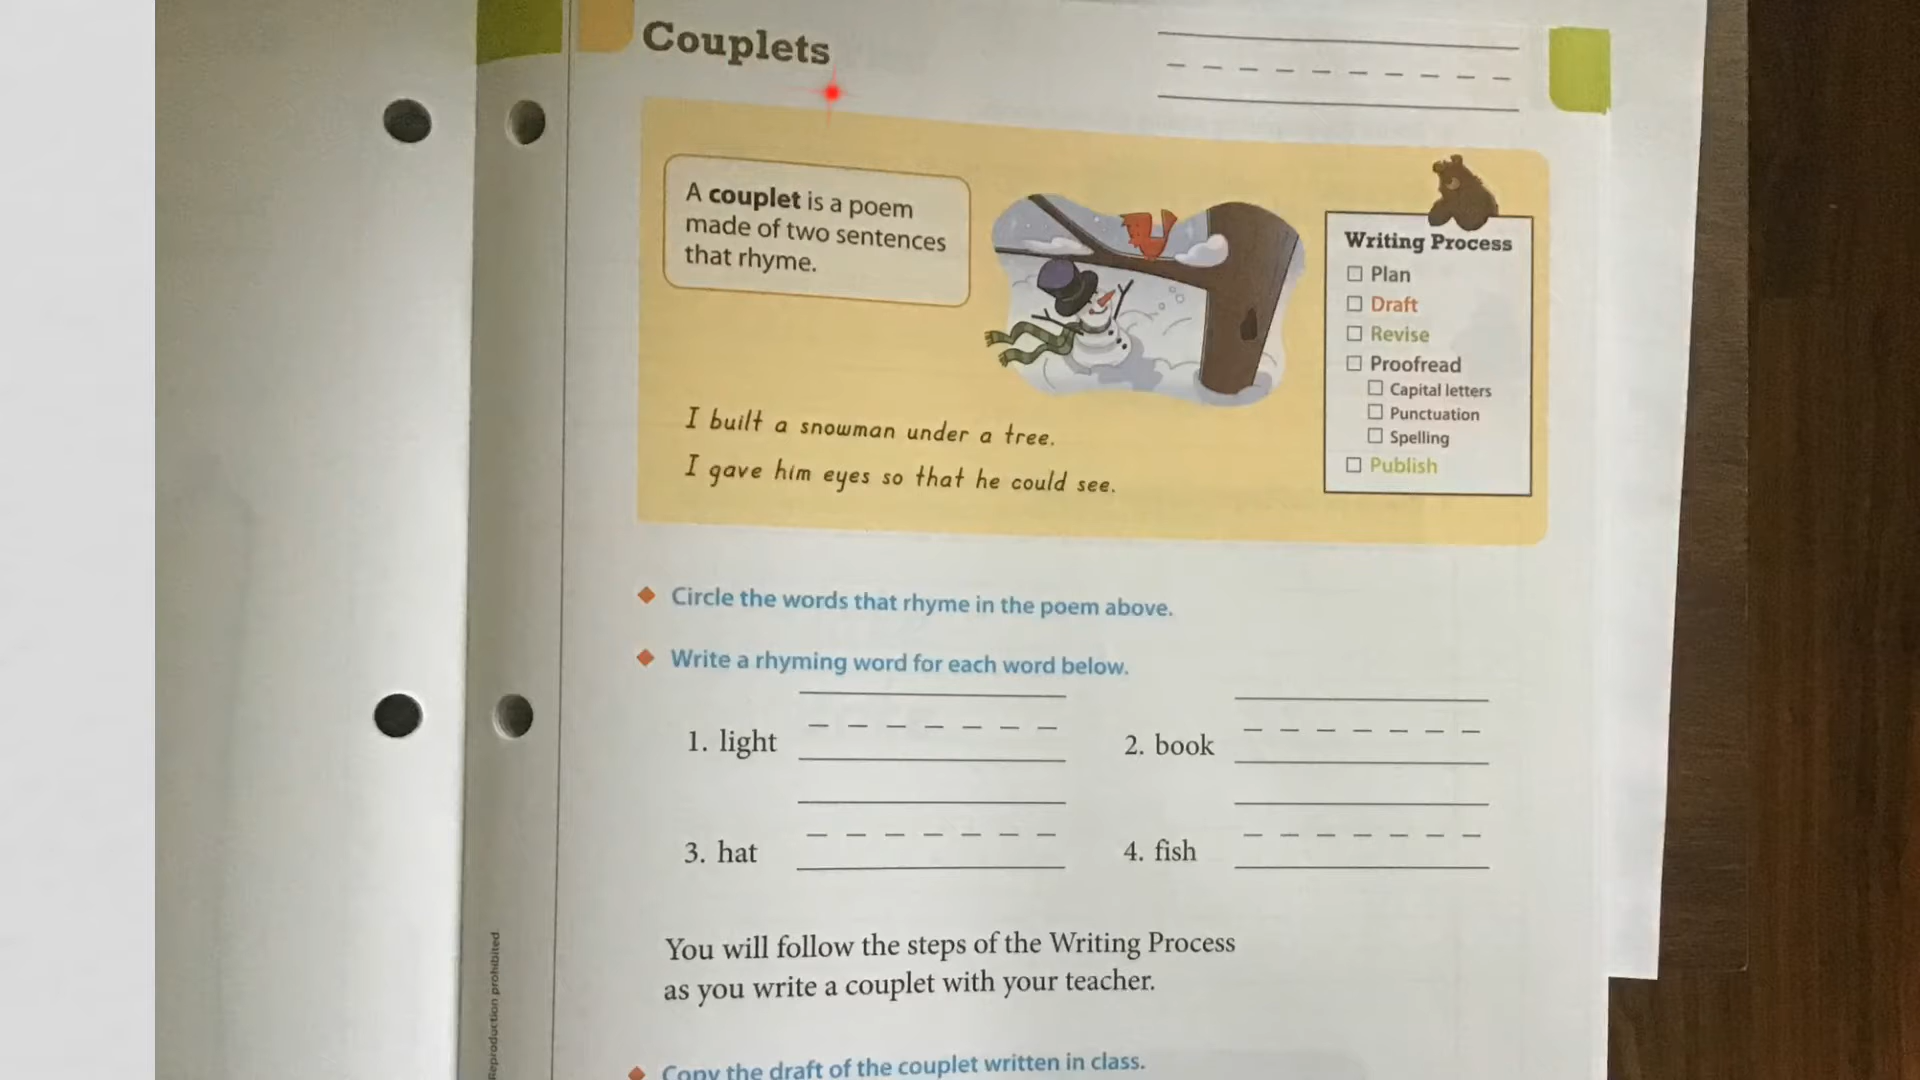 Couplets
A couplet is a poem
made of two sentences
that rhyme.
Writing Process
Plan
Draft
Revise
Proofread
Capital letters
Punctuation
Spelling
Publish
I built a snowman under a tree.
I gave him eyes so that he could see.
Circle the words that rhyme in the poem above.
Write a rhyming word for each word below.
1. light
2. book
3. hat
4. fish
You will follow the steps of the Writing Process
as you write a couplet with your teacher.
Copy the draft of the couplet written in class.
Reproduction prohibited